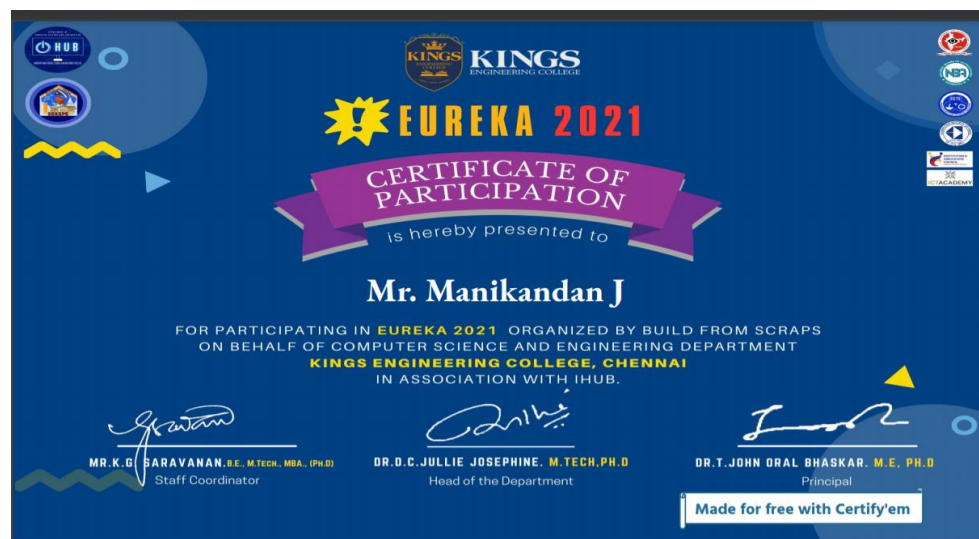 HUB
KINGS
KINGS
ENGINEERING COLLEGE
EUREKA 2021
CERTIFICATE OF
PARTICIPATION
is hereby presented to
Mr. Manikandan J
FOR PARTICIPATING IN EUREKA 2021 ORGANIZED BY BUILD FROM SCRAPS
ON BEHALF OF COMPUTER SCIENCE AND ENGINEERING DEPARTMENT
KINGS ENGINEERING COLLEGE, CHENNAI
IN ASSOCIATION WITH IHUB.
MR.K.G. SARAVANAN, B.E., M.TECH., MBA., (PH.D)
Staff Coordinator
DR.D.C.JULLIE JOSEPHINE. M.TECH,PH.D
Head of the Department
DR.T.JOHN ORAL BHASKAR. M.E, PH.D
Principal
Made for free with Certify'em
NBA
ICTACADEMY